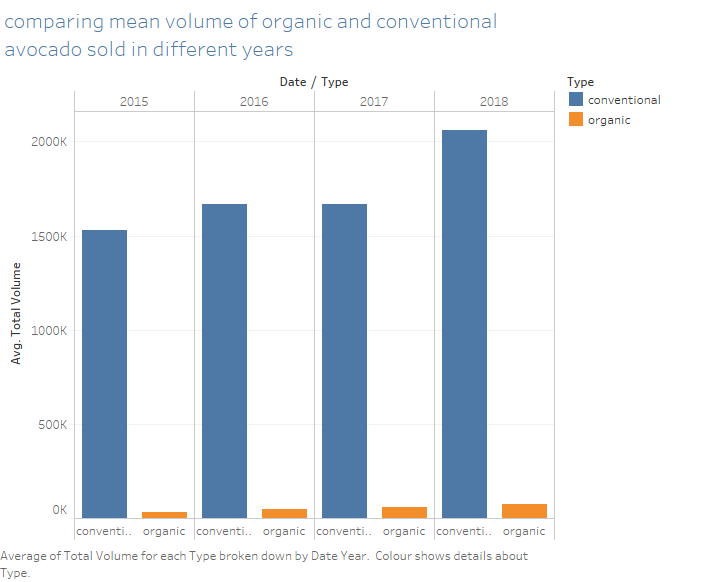 comparing mean volume of organic and conventional
avocado sold in different years
Date / Type
Type
2015 2016 2017 2018
conventional
organic
2000K
1500K
1000K
500K
0K
Avg. Total Volume
conventi.. organic conventi.. organic conventi.. organic conventi.. organic
Average of Total Volume for each Type broken down by Date Year. Colour shows details about
Type.